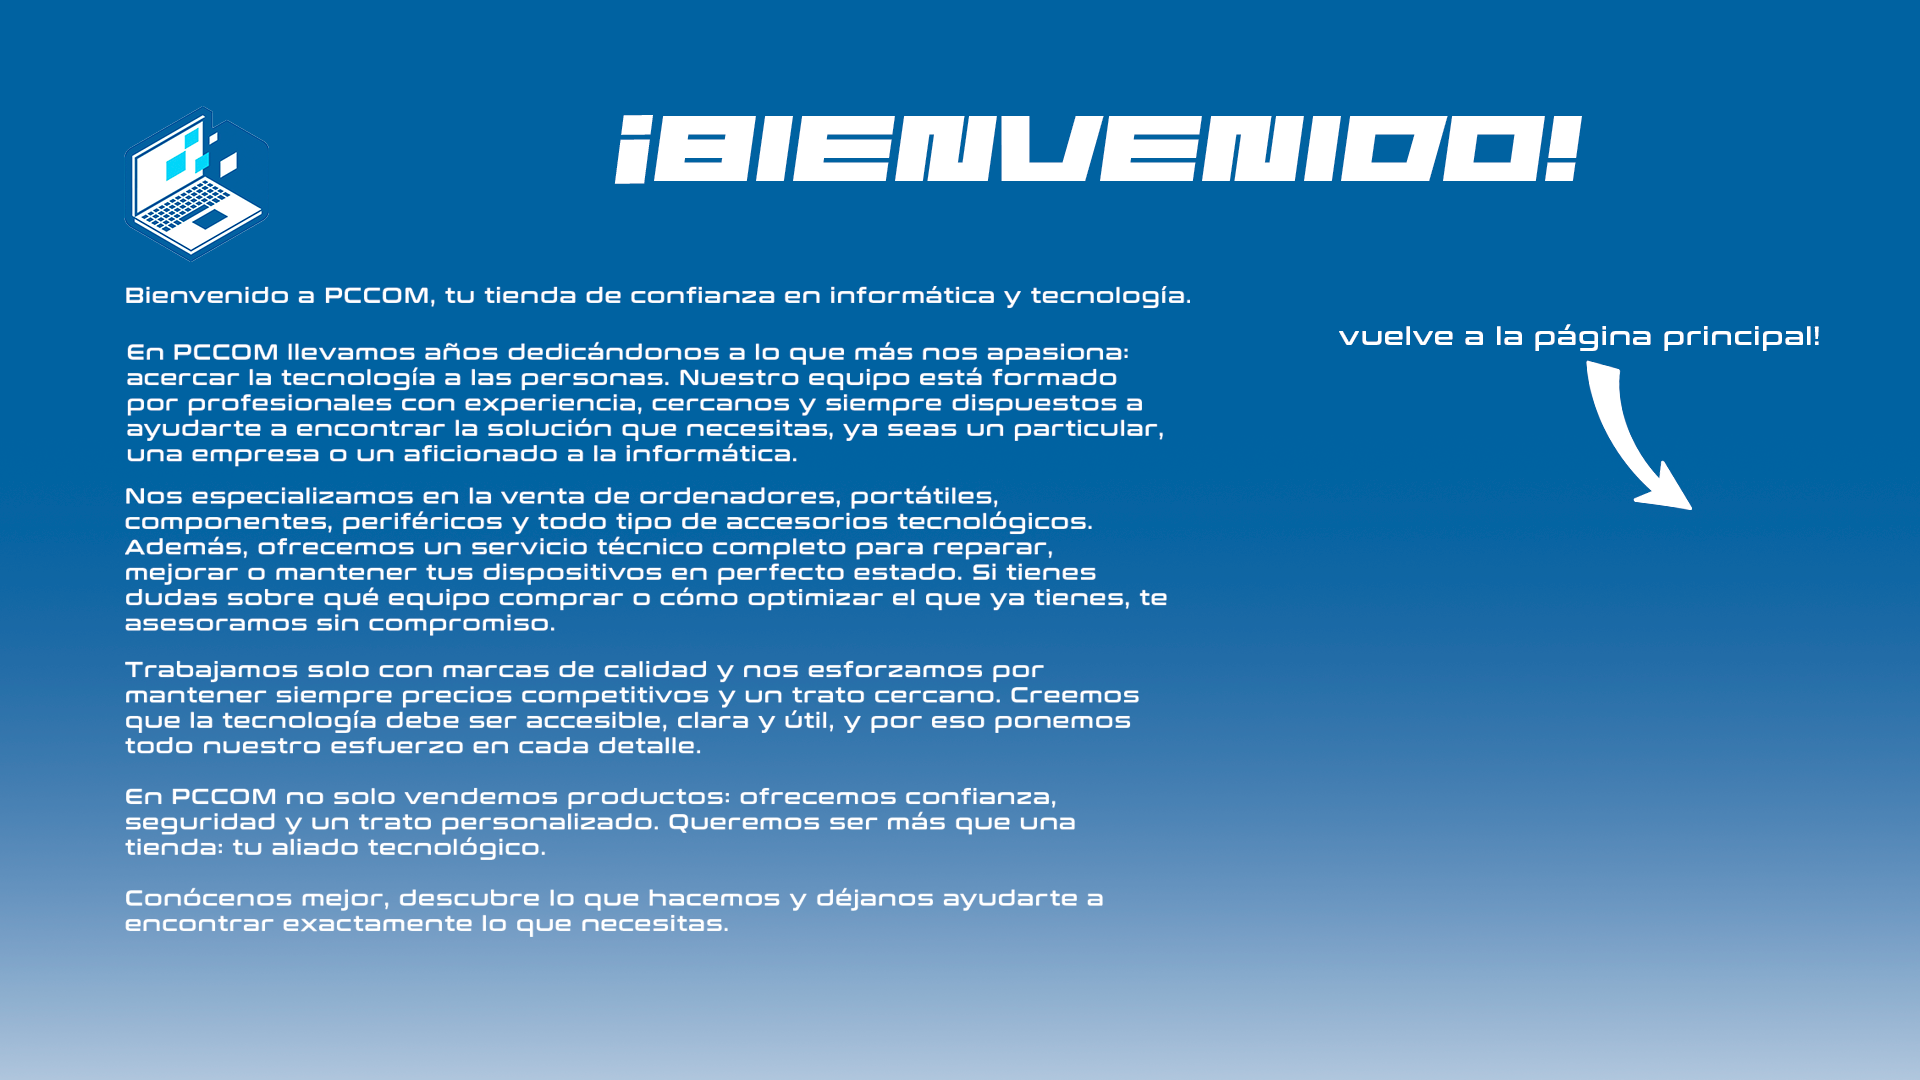 ¡BIENVENIDO!
Bienvenido a PCCOM, tu tienda de confianza en informática y tecnología.
vuelve a la página principal!
En PCCOM llevamos años dedicándonos a lo que más nos apasiona:
acercar la tecnología a las personas. Nuestro equipo está formado
por profesionales con experiencia, cercanos y siempre dispuestos a
ayudarte a encontrar la solución que necesitas, ya seas un particular,
una empresa o un aficionado a la informática.
Nos especializamos en la venta de ordenadores, portátiles,
componentes, periféricos y todo tipo de accesorios tecnológicos.
Además, ofrecemos un servicio técnico completo para reparar,
mejorar o mantener tus dispositivos en perfecto estado. Si tienes
dudas sobre qué equipo comprar o cómo optimizar el que ya tienes, te
asesoramos sin compromiso.
Trabajamos solo con marcas de calidad y nos esforzamos por
mantener siempre precios competitivos y un trato cercano. Creemos
que la tecnología debe ser accesible, clara y útil, y por eso ponemos
todo nuestro esfuerzo en cada detalle.
En PCCOM no solo vendemos productos: ofrecemos confianza,
seguridad y un trato personalizado. Queremos ser más que una
tienda: tu aliado tecnológico.
Conócenos mejor, descubre lo que hacemos y déjanos ayudarte a
encontrar exactamente lo que necesitas.